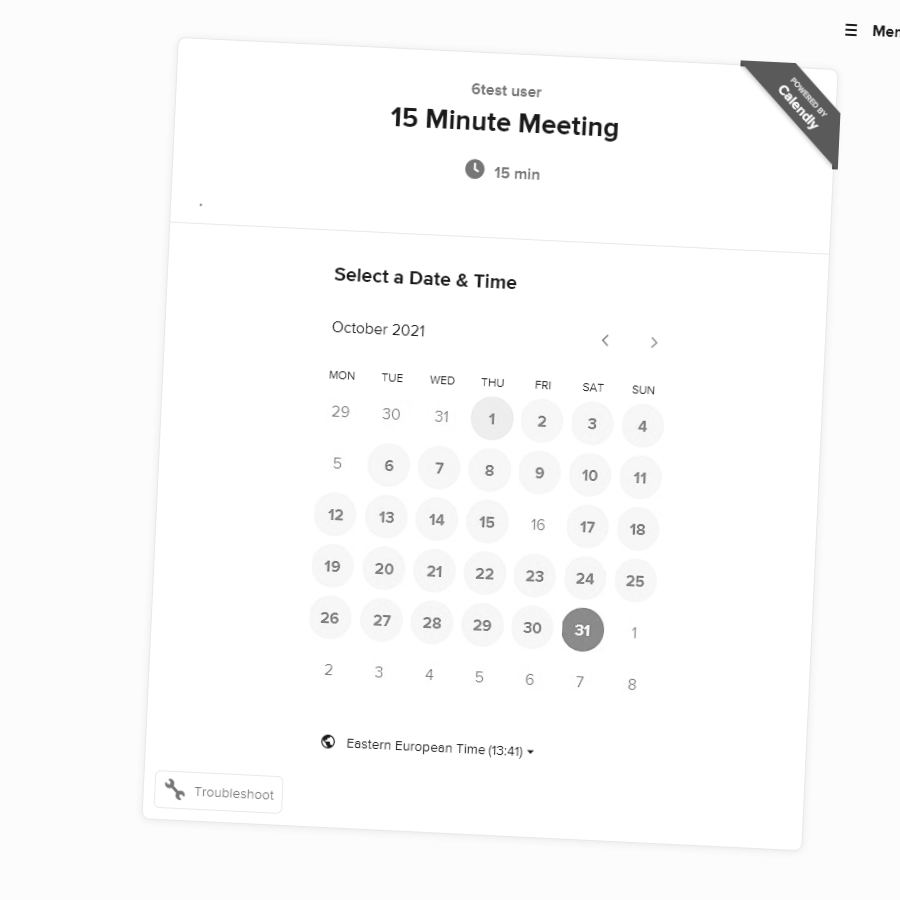 ☰ Men
POWERED BY
Calendly
6test user
15 Minute Meeting
15 min
.
Select a Date & Time
October 2021
MON TUE WED THU FRI SAT SUN
29 30 31 1 2 3 4
5 6 7 8 9 10 11
12 13 14 15 16 17 18
19 20 21 22 23 24 25
26 27 28 29 30 31 1
2 3 4 5 6 7 8
Eastern European Time (13:41)
Troubleshoot